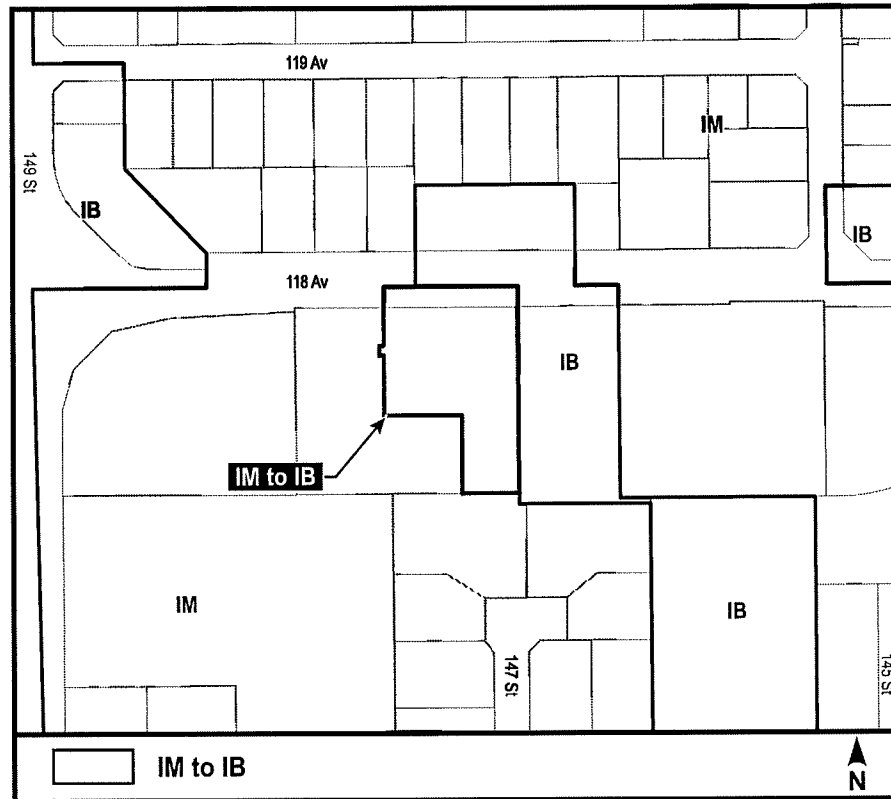 119 Av
IM
149 St
IB
IB
118 Av
IB
IM to IB
IM
IB
147 St
145 St
IM to IB
N